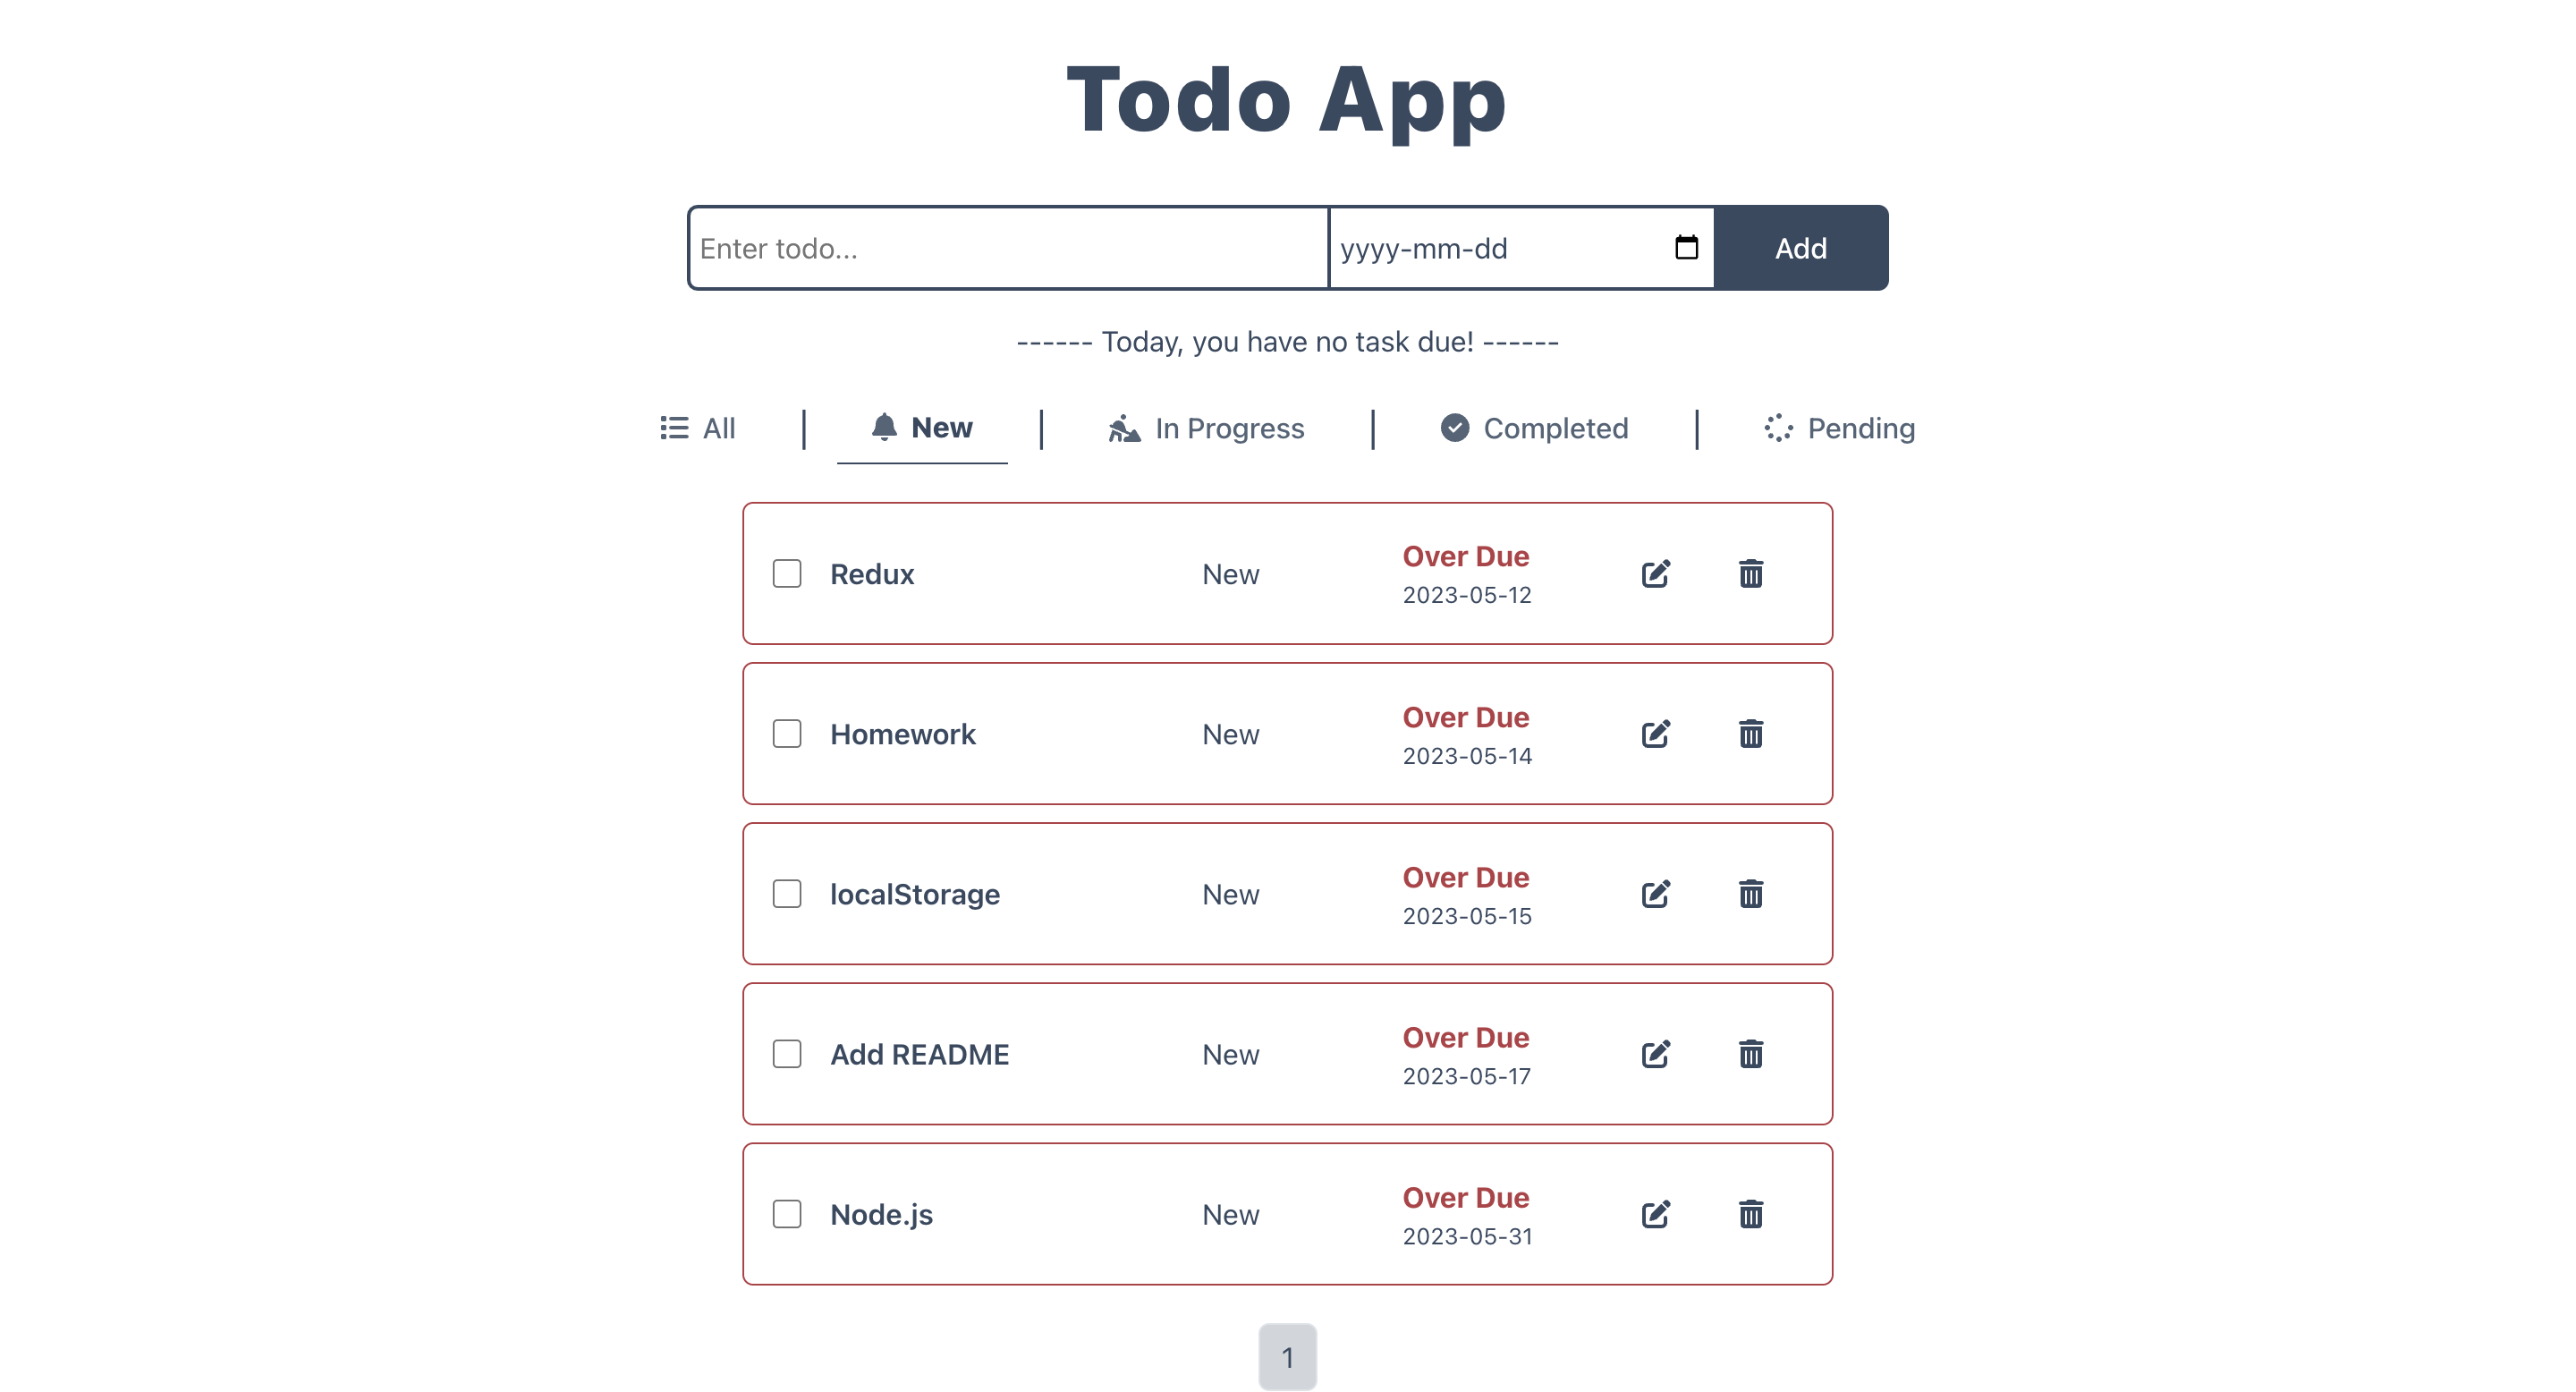 Todo App
Enter todo...
yyyy-mm-dd
Add
------ Today, you have no task due! ------
All | New | In Progress | Completed | Pending
Redux New Over Due
2023-05-12
Homework New Over Due
2023-05-14
localStorage New Over Due
2023-05-15
Add README New Over Due
2023-05-17
Node.js New Over Due
2023-05-31
1